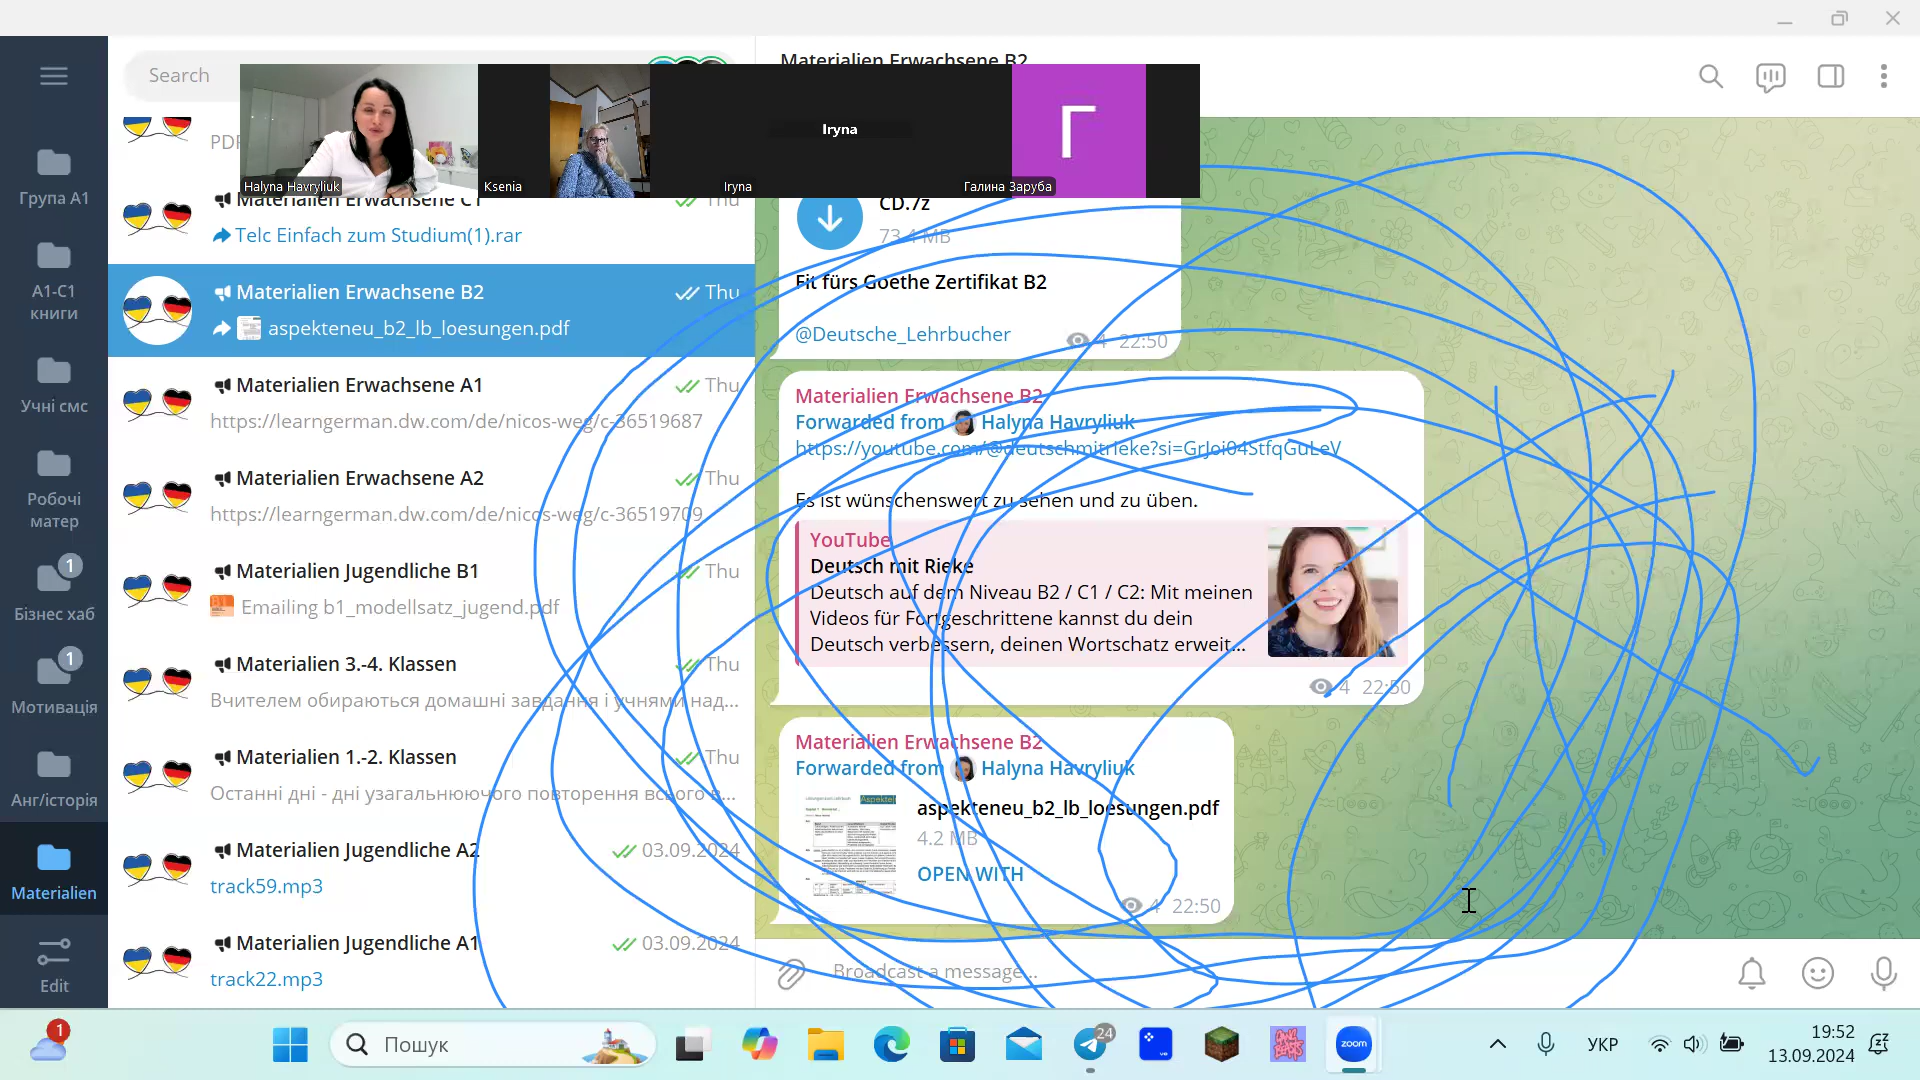 Search
Materialien Erwachsene B2
Halyna Havryliuk
Ksenia
Iryna
Iryna
Г
Галина Заруба
Група А1
А1-С1
книги
Учні смс
Робочі
матер
1
Бізнес хаб
1
Мотивація
Анг/історія
Materialien
Edit
PDF
Materialien Erwachsene C1
Thu
Telc Einfach zum Studium(1).rar
Materialien Erwachsene B2
Thu
aspekteneu_b2_lb_loesungen.pdf
Materialien Erwachsene A1
Thu
https://learngerman.dw.com/de/nicos-weg/c-36519687
Materialien Erwachsene A2
Thu
https://learngerman.dw.com/de/nicos-weg/c-36519709
Materialien Jugendliche B1
Thu
Emailing b1_modellsatz_jugend.pdf
Materialien 3.-4. Klassen
Thu
Вчителем обираються домашні завдання і учнями над...
Materialien 1.-2. Klassen
Thu
Останні дні - дні узагальнюючого повторення всього в...
Materialien Jugendliche A2
03.09.2024
track59.mp3
Materialien Jugendliche A1
03.09.2024
track22.mp3
CD.7z
73.4 MB
Fit fürs Goethe Zertifikat B2
@Deutsche_Lehrbucher
4 22:50
Materialien Erwachsene B2
Forwarded from Halyna Havryliuk
https://youtube.com/@deutschmitrieke?si=GrJoi04StfqGuLeV
Es ist wünschenswert zu sehen und zu üben.
YouTube
Deutsch mit Rieke
Deutsch auf dem Niveau B2 / C1 / C2: Mit meinen
Videos für Fortgeschrittene kannst du dein
Deutsch verbessern, deinen Wortschatz erweit...
4 22:50
Materialien Erwachsene B2
Forwarded from Halyna Havryliuk
aspekteneu_b2_lb_loesungen.pdf
4.2 MB
OPEN WITH
4 22:50
Broadcast a message...
1
Пошук
24
zoom
УКР
19:52
13.09.2024